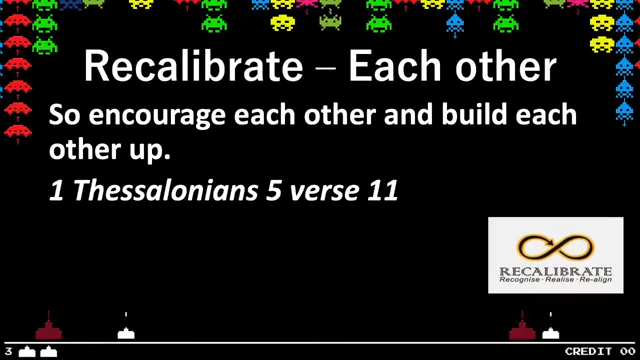 Recalibrate – Each other
So encourage each other and build each
other up.
1 Thessalonians 5 verse 11
RECALIBRATE
Recognise · Realise · Re-align
3
CREDIT 00